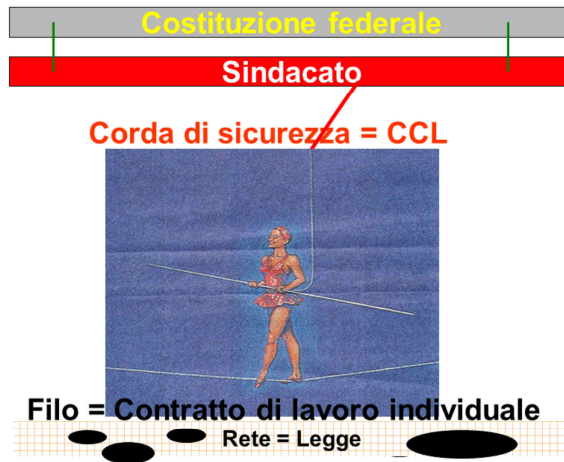 Costituzione federale
Sindacato
Corda di sicurezza = CCL
Filo = Contratto di lavoro individuale
Rete = Legge